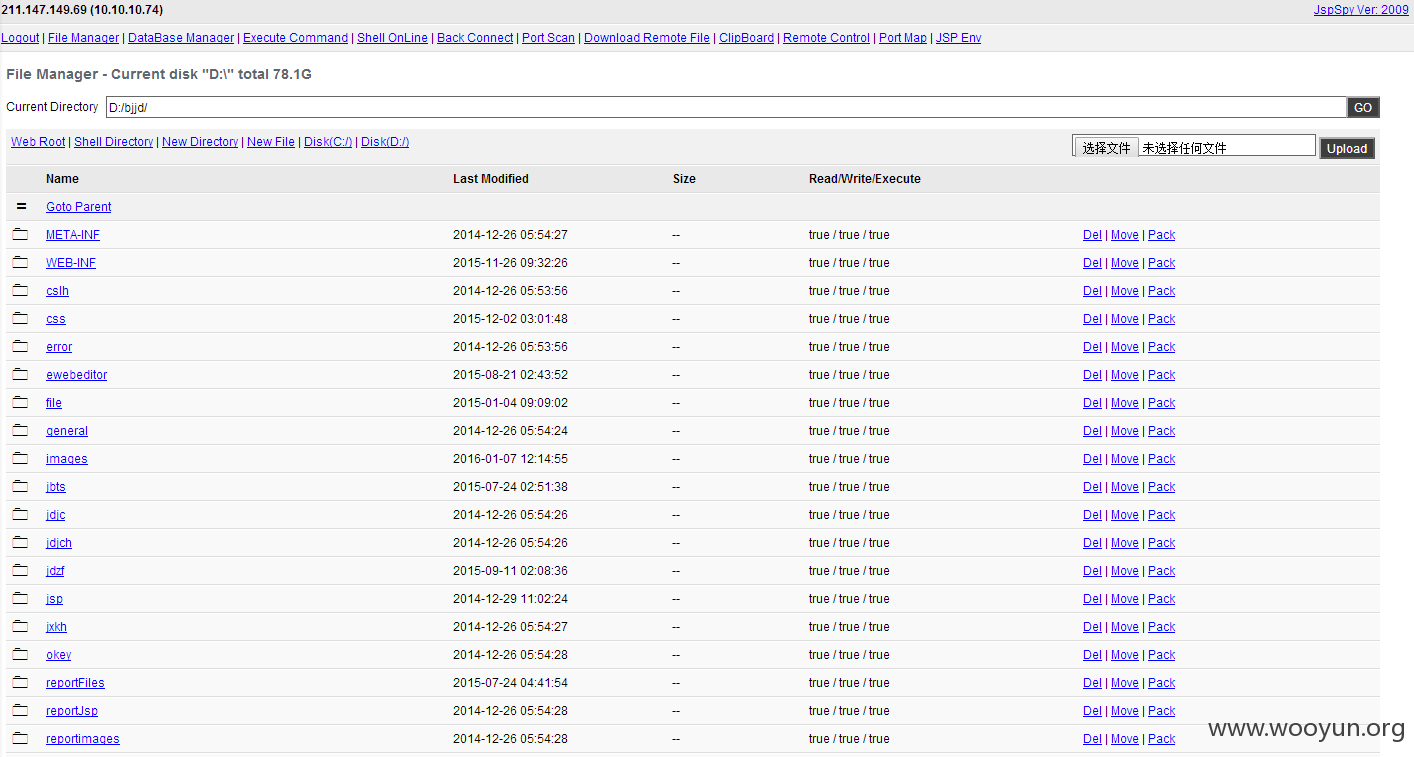 211.147.149.69 (10.10.10.74) JspSpy Ver: 2009
Logout | File Manager | DataBase Manager | Execute Command | Shell OnLine | Back Connect | Port Scan | Download Remote File | ClipBoard | Remote Control | Port Map | JSP Env
File Manager - Current disk "D:\" total 78.1G
Current Directory D:/bjjd/ GO
Web Root | Shell Directory | New Directory | New File | Disk(C:/) | Disk(D:/) 选择文件 未选择任何文件 Upload
Name Last Modified Size Read/Write/Execute
= Goto Parent
META-INF 2014-12-26 05:54:27 -- true / true / true Del | Move | Pack
WEB-INF 2015-11-26 09:32:26 -- true / true / true Del | Move | Pack
cslh 2014-12-26 05:53:56 -- true / true / true Del | Move | Pack
css 2015-12-02 03:01:48 -- true / true / true Del | Move | Pack
error 2014-12-26 05:53:56 -- true / true / true Del | Move | Pack
ewebeditor 2015-08-21 02:43:52 -- true / true / true Del | Move | Pack
file 2015-01-04 09:09:02 -- true / true / true Del | Move | Pack
general 2014-12-26 05:54:24 -- true / true / true Del | Move | Pack
images 2016-01-07 12:14:55 -- true / true / true Del | Move | Pack
jbts 2015-07-24 02:51:38 -- true / true / true Del | Move | Pack
jdjc 2014-12-26 05:54:26 -- true / true / true Del | Move | Pack
jdjch 2014-12-26 05:54:26 -- true / true / true Del | Move | Pack
jdzf 2015-09-11 02:08:36 -- true / true / true Del | Move | Pack
jsp 2014-12-29 11:02:24 -- true / true / true Del | Move | Pack
jxkh 2014-12-26 05:54:27 -- true / true / true Del | Move | Pack
okey 2014-12-26 05:54:28 -- true / true / true Del | Move | Pack
reportFiles 2015-07-24 04:41:54 -- true / true / true Del | Move | Pack
reportJsp 2014-12-26 05:54:28 -- true / true / true Del | Move | Pack
reportimages 2014-12-26 05:54:28 -- true / true / true Del | Move | Pack
www.wooyun.org